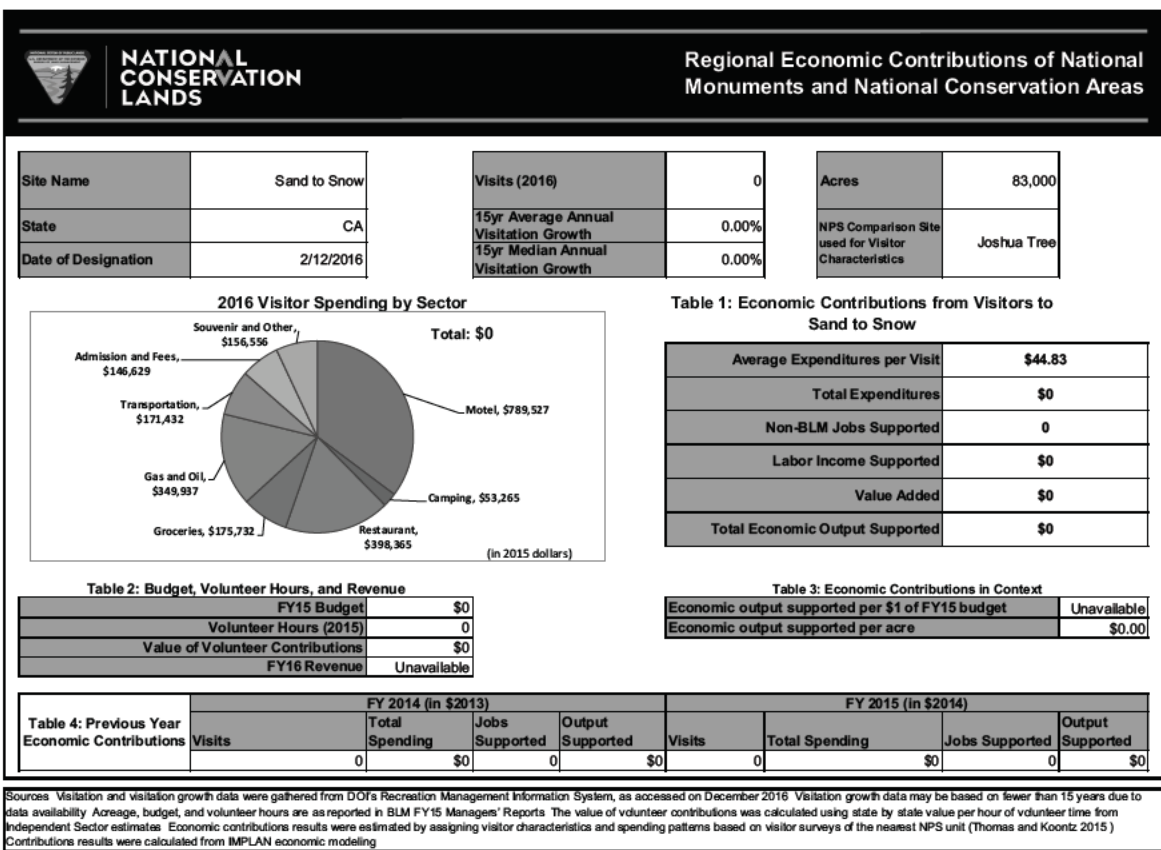 NATIONAL
CONSERVATION
LANDS
Regional Economic Contributions of National
Monuments and National Conservation Areas
Site Name Sand to Snow
State CA
Date of Designation 2/12/2016
Visits (2016) 0
15yr Average Annual
Visitation Growth 0.00%
15yr Median Annual
Visitation Growth 0.00%
Acres 83,000
NPS Comparison Site
used for Visitor
Characteristics
Joshua Tree
2016 Visitor Spending by Sector
Total: $0
Souvenir and Other,
$156,556
Admission and Fees,
$146,629
Transportation,
$171,432
Gas and Oil,
$349,937
Groceries, $175,732
Restaurant,
$398,365
Camping, $53,265
Motel, $789,527
(in 2015 dollars)
Table 1: Economic Contributions from Visitors to
Sand to Snow
Average Expenditures per Visit $44.83
Total Expenditures $0
Non-BLM Jobs Supported 0
Labor Income Supported $0
Value Added $0
Total Economic Output Supported $0
Table 2: Budget, Volunteer Hours, and Revenue
FY15 Budget $0
Volunteer Hours (2015) 0
Value of Volunteer Contributions $0
FY16 Revenue Unavailable
Table 3: Economic Contributions in Context
Economic output supported per $1 of FY15 budget Unavailable
Economic output supported per acre $0.00
Table 4: Previous Year
Economic Contributions
FY 2014 (in $2013) FY 2015 (in $2014)
Visits Total Spending Jobs Supported Output Supported Visits Total Spending Jobs Supported Output Supported
0 $0 0 $0 0 $0 0 $0
Sources Visitation and visitation growth data were gathered from DOI's Recreation Management Information System, as accessed on December 2016 Visitation growth data may be based on fewer than 15 years due to
data availability Acreage, budget, and volunteer hours are as reported in BLM FY15 Managers' Reports The value of volunteer contributions was calculated using state by state value per hour of volunteer time from
Independent Sector estimates Economic contributions results were estimated by assigning visitor characteristics and spending patterns based on visitor surveys of the nearest NPS unit (Thomas and Koontz 2015 )
Contributions results were calculated from IMPLAN economic modeling